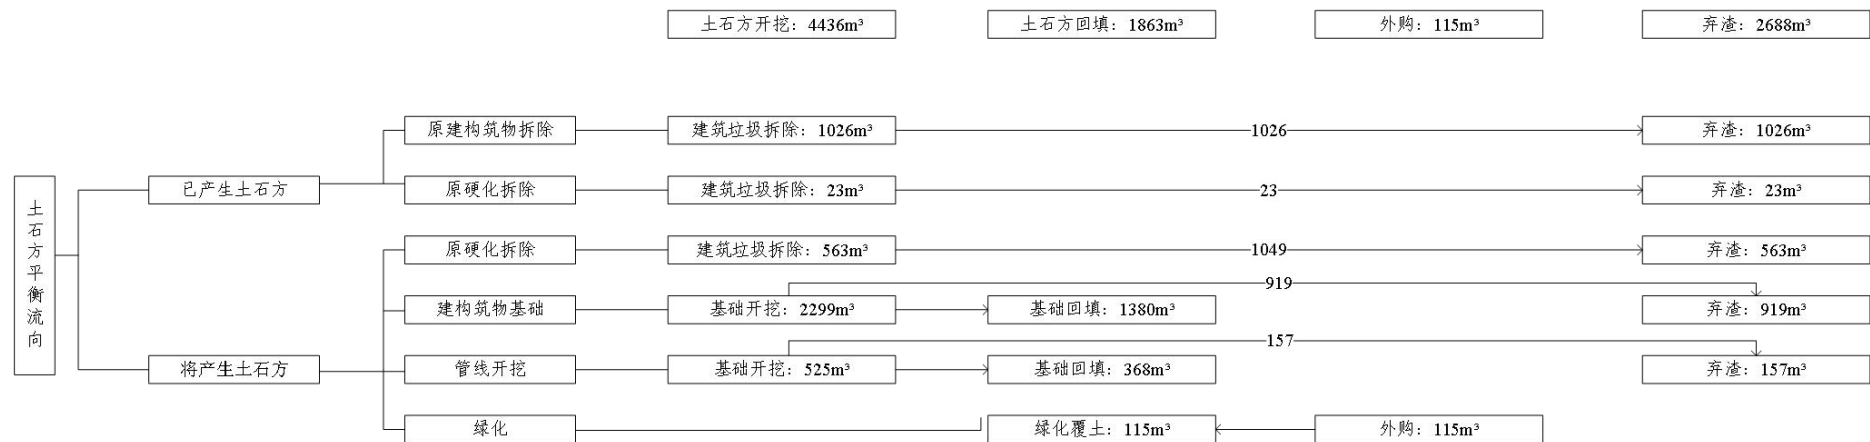 土石方开挖：4436m³
土石方回填：1863m³
外购：115m³
弃渣：2688m³
原建构筑物拆除
建筑垃圾拆除：1026m³
1026
弃渣：1026m³
土石方平衡流向
已产生土石方
原硬化拆除
建筑垃圾拆除：23m³
23
弃渣：23m³
原硬化拆除
建筑垃圾拆除：563m³
1049
弃渣：563m³
919
建构筑物基础
基础开挖：2299m³
基础回填：1380m³
弃渣：919m³
157
将产生土石方
管线开挖
基础开挖：525m³
基础回填：368m³
弃渣：157m³
绿化
绿化覆土：115m³
外购：115m³